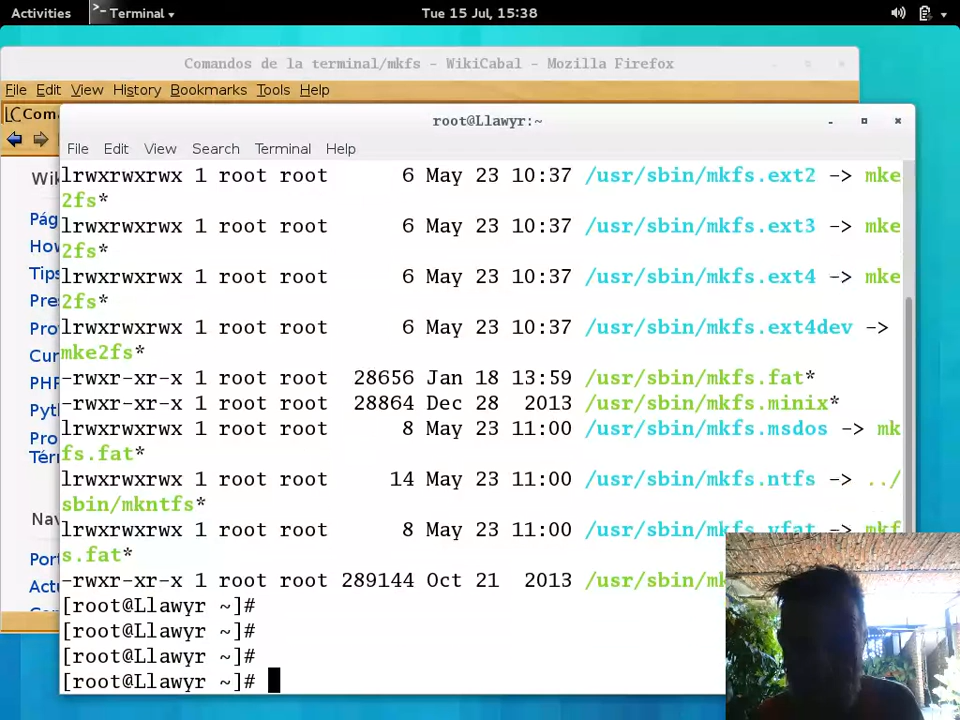 Activities Terminal Tue 15 Jul, 15:38
Comandos de la terminal/mkfs - WikiCabal - Mozilla Firefox
File Edit View History Bookmarks Tools Help
Com
root@Llawyr:~
File Edit View Search Terminal Help
lrwxrwxrwx 1 root root 6 May 23 10:37 /usr/sbin/mkfs.ext2 -> mke
2fs*
lrwxrwxrwx 1 root root 6 May 23 10:37 /usr/sbin/mkfs.ext3 -> mke
2fs*
lrwxrwxrwx 1 root root 6 May 23 10:37 /usr/sbin/mkfs.ext4 -> mke
2fs*
lrwxrwxrwx 1 root root 6 May 23 10:37 /usr/sbin/mkfs.ext4dev ->
mke2fs*
-rwxr-xr-x 1 root root 28656 Jan 18 13:59 /usr/sbin/mkfs.fat*
-rwxr-xr-x 1 root root 28864 Dec 28 2013 /usr/sbin/mkfs.minix*
lrwxrwxrwx 1 root root 8 May 23 11:00 /usr/sbin/mkfs.msdos -> mk
fs.fat*
lrwxrwxrwx 1 root root 14 May 23 11:00 /usr/sbin/mkfs.ntfs -> ../
sbin/mkntfs*
lrwxrwxrwx 1 root root 8 May 23 11:00 /usr/sbin/mkfs.vfat -> mkf
s.fat*
-rwxr-xr-x 1 root root 289144 Oct 21 2013 /usr/sbin/mk
[root@Llawyr ~]#
[root@Llawyr ~]#
[root@Llawyr ~]#
[root@Llawyr ~]#
Wik
Pág
How
Tips
Pres
Pro
Cur
PHP
Pyt
Pro
Térr
Nav
Port
Actu